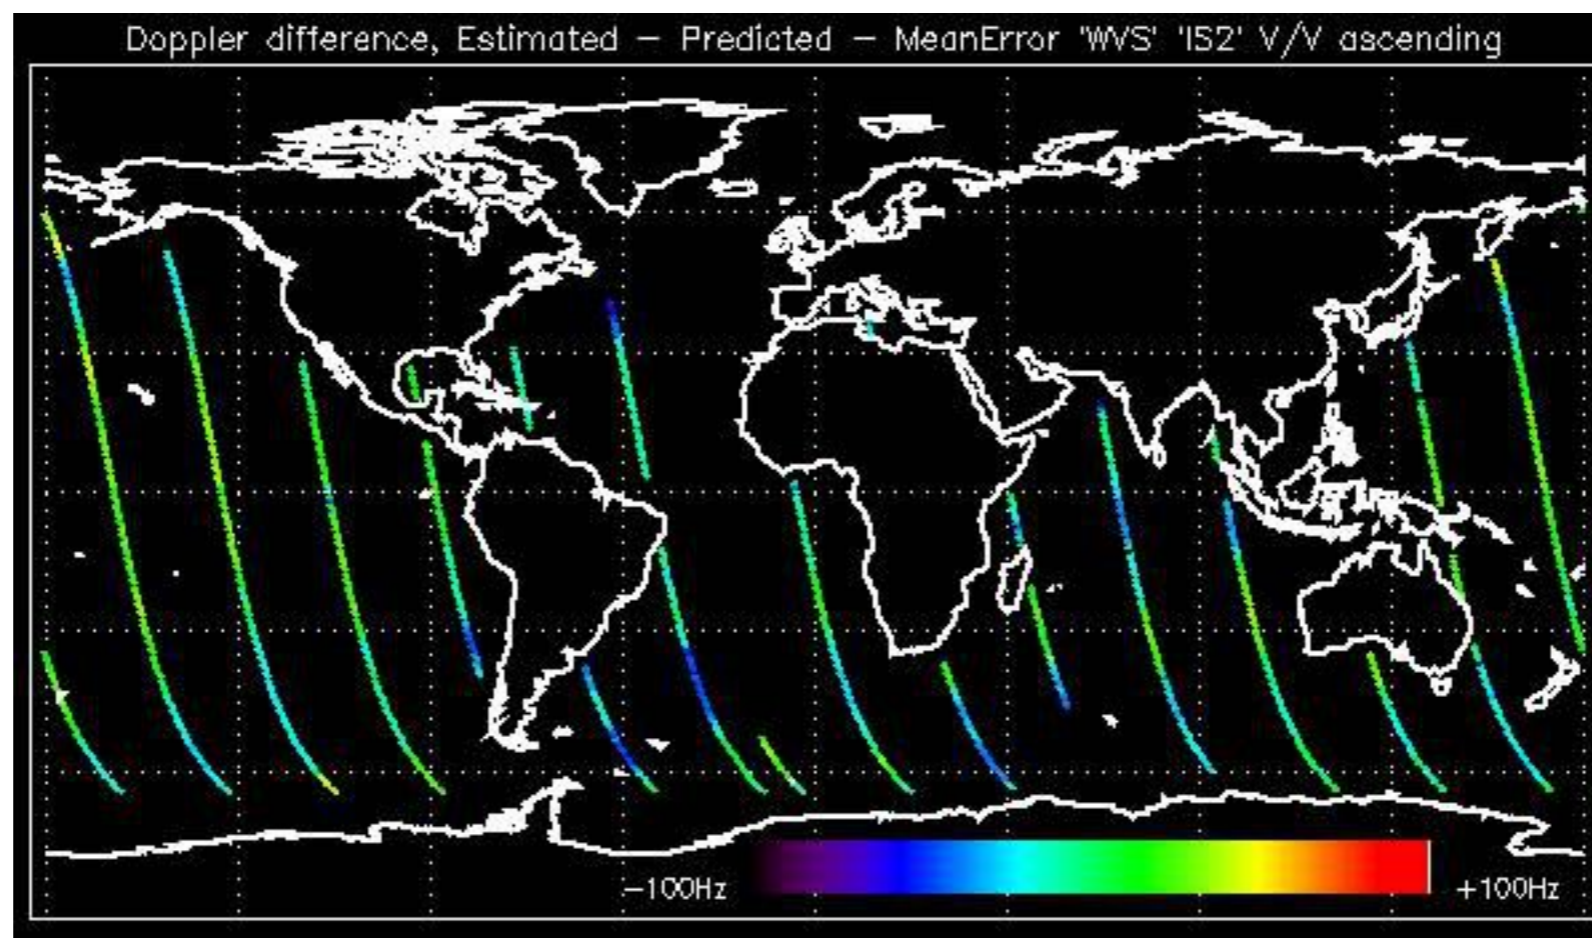 Doppler difference, Estimated − Predicted − MeanError 'WVS' 'IS2' V/V ascending
−100Hz +100Hz